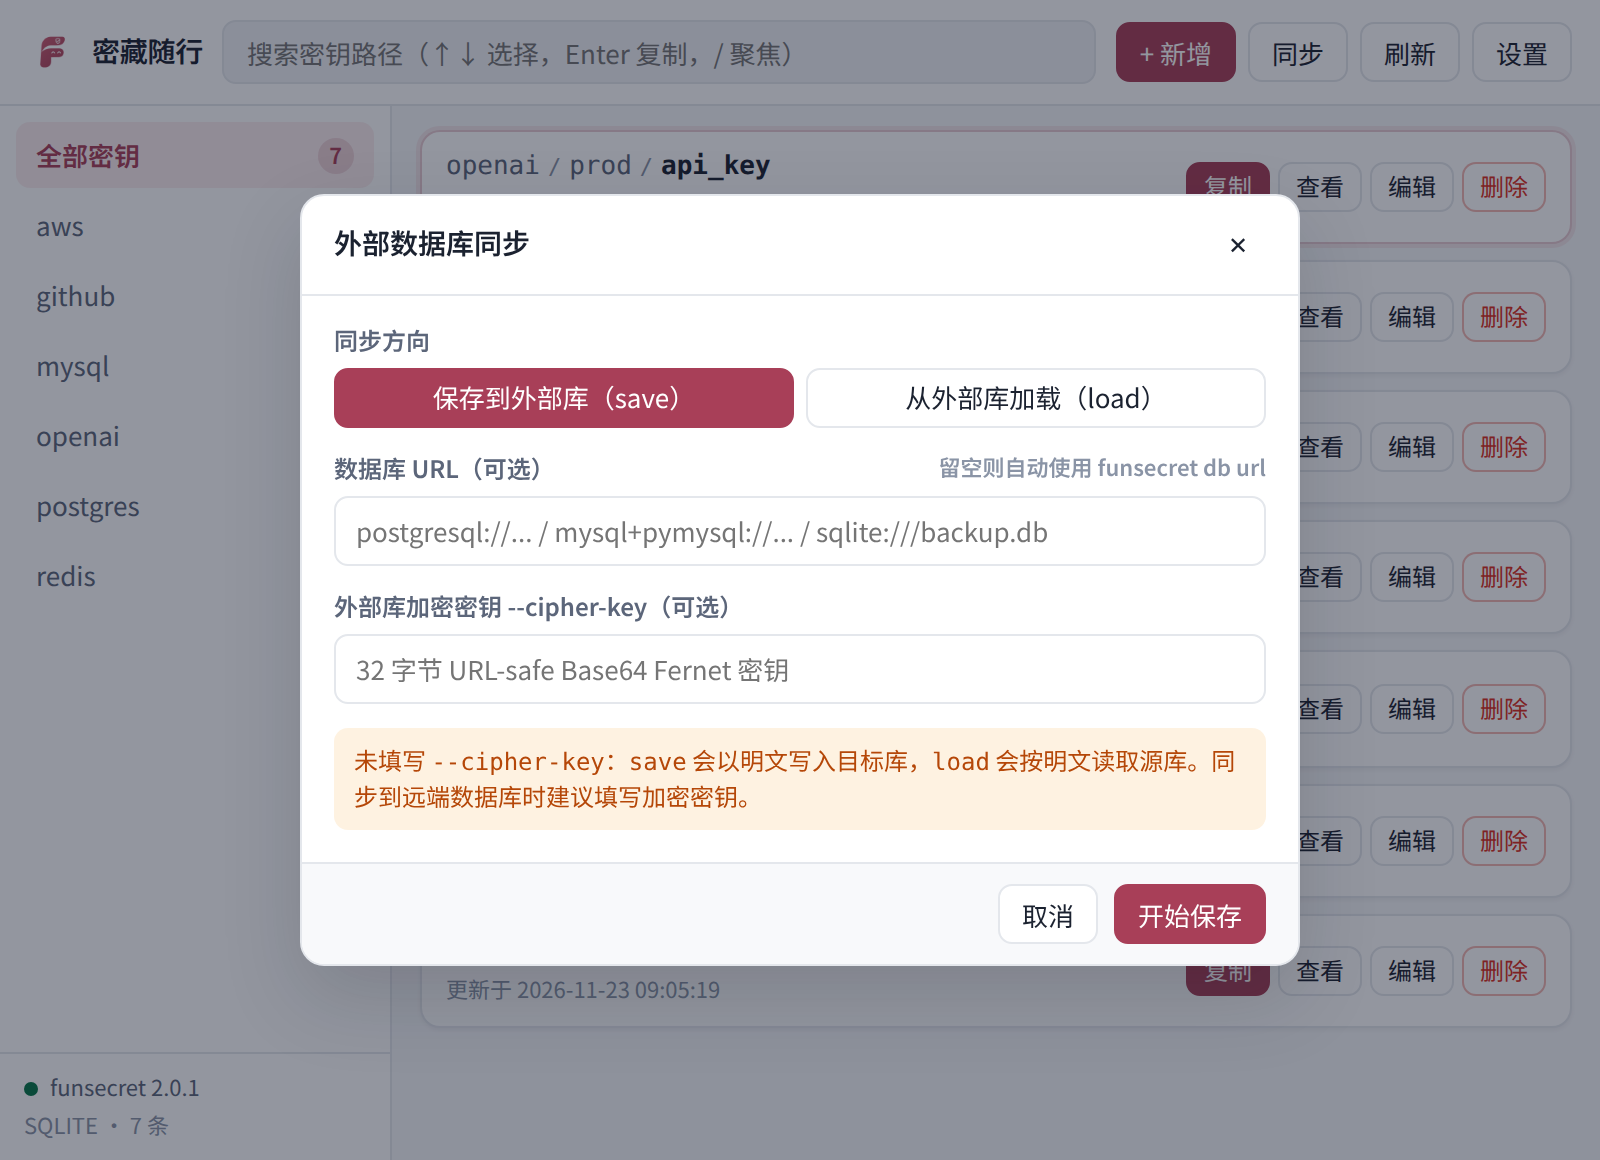 密藏随行
搜索密钥路径（↑ ↓ 选择，Enter 复制，/ 聚焦）
+ 新增
同步
刷新
设置
全部密钥
7
aws
github
mysql
openai
postgres
redis
funsecret 2.0.1
SQLITE · 7 条
openai / prod / api_key
复制 查看 编辑 删除
查看 编辑 删除
查看 编辑 删除
查看 编辑 删除
查看 编辑 删除
查看 编辑 删除
更新于 2026-11-23 09:05:19
复制 查看 编辑 删除
外部数据库同步
×
同步方向
保存到外部库（save）
从外部库加载（load）
数据库 URL（可选）
留空则自动使用 funsecret db url
postgresql://... / mysql+pymysql://... / sqlite:///backup.db
外部库加密密钥 --cipher-key（可选）
32 字节 URL-safe Base64 Fernet 密钥
未填写 --cipher-key：save 会以明文写入目标库，load 会按明文读取源库。同
步到远端数据库时建议填写加密密钥。
取消
开始保存